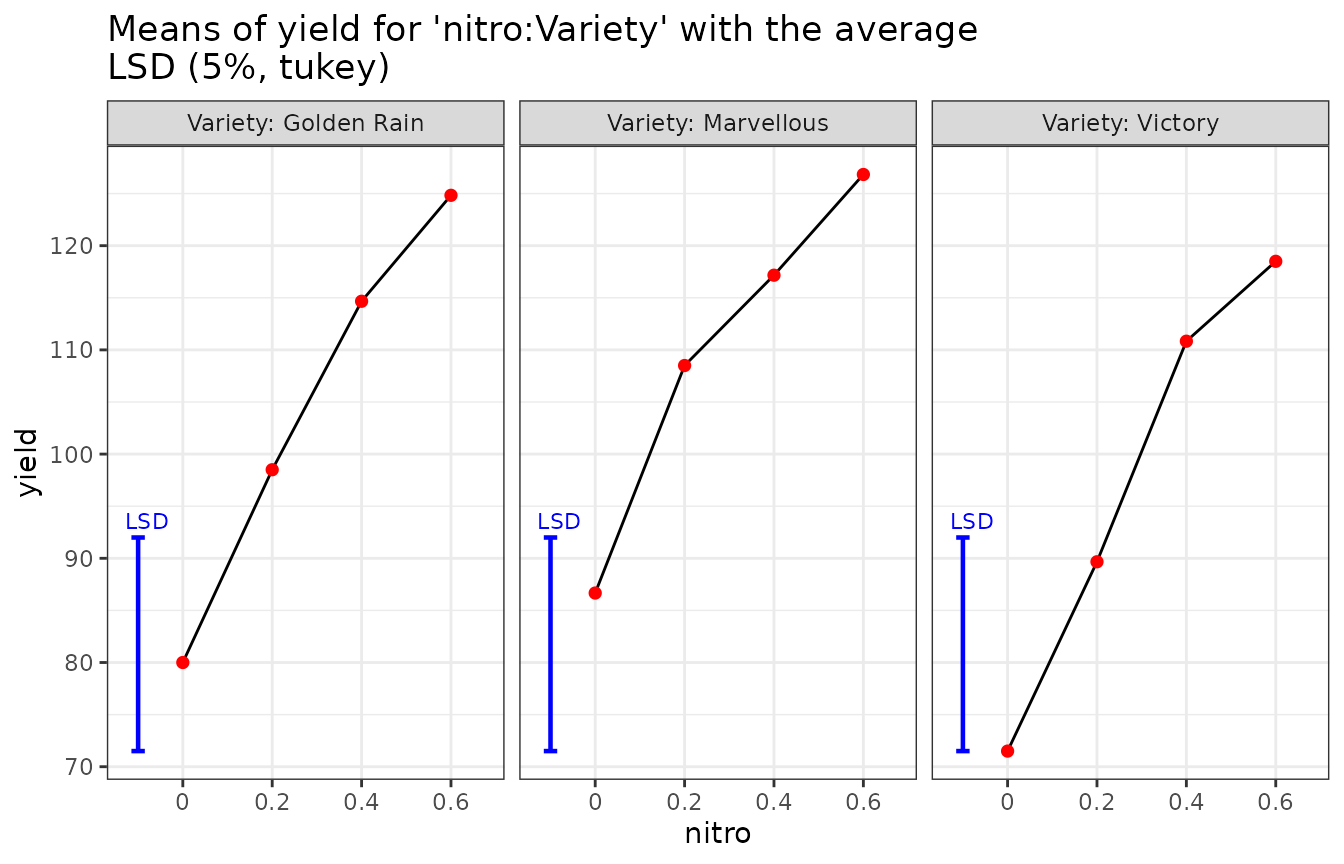 Means of yield for 'nitro:Variety' with the average
LSD (5%, tukey)
Variety: Golden Rain
Variety: Marvellous
Variety: Victory
yield
120
110
100
90
80
70
LSD
LSD
LSD
0 0.2 0.4 0.6
0 0.2 0.4 0.6
0 0.2 0.4 0.6
nitro